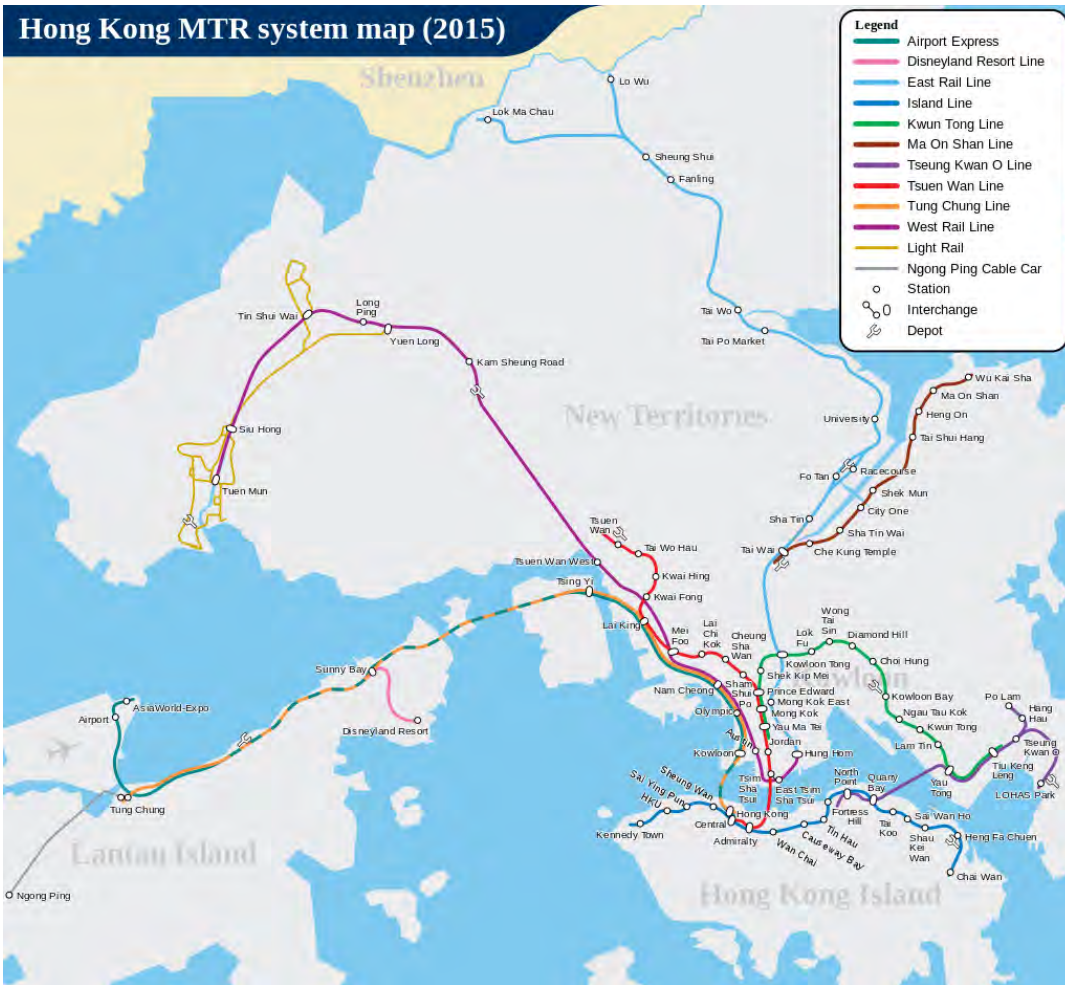 Hong Kong MTR system map (2015)
Legend
Airport Express
Disneyland Resort Line
East Rail Line
Island Line
Kwun Tong Line
Ma On Shan Line
Tseung Kwan O Line
Tsuen Wan Line
Tung Chung Line
West Rail Line
Light Rail
Ngong Ping Cable Car
Station
Interchange
Depot
Shenzhen
Lo Wu
Lok Ma Chau
Sheung Shui
Fanling
Tai Wo
Tai Po Market
Long
Ping
Tin Shui Wai
Yuen Long
Kam Sheung Road
New Territories
Siu Hong
Tuen Mun
Wu Kai Sha
Ma On Shan
Heng On
Tai Shui Hang
University
Racecourse
Fo Tan
Shek Mun
City One
Sha Tin
Sha Tin Wai
Tai Wai
Che Kung Temple
Tsuen
Wan
Tai Wo Hau
Tsuen Wan West
Kwai Hing
Tsing Yi
Kwai Fong
Lai King
Mei
Foo
Lai
Chi
Kok
Cheung
Sha
Wan
Lok
Fu
Wong
Tai
Sin
Diamond Hill
Choi Hung
Kowloon Tong
Shek Kip Mei
Kowloon
Sunny Bay
Disneyland Resort
Nam Cheong
Sham
Shui
Po
Prince Edward
Mong Kok East
Mong Kok
Olympic
Yau Ma Tei
Austin
Jordan
Kowloon
Hung Hom
Kowloon Bay
Ngau Tau Kok
Kwun Tong
Lam Tin
Po Lam
Hang
Hau
Tseung
Kwan
Tiu Keng
Leng
Yau
Tong
LOHAS Park
AsiaWorld-Expo
Airport
Tung Chung
Lantau Island
Ngong Ping
Tsim
Sha
Tsui
East Tsim
Sha Tsui
North
Point
Quarry
Bay
Sheung Wan
Sai Ying Pun
HKU
Kennedy Town
Hong Kong
Central
Admiralty
Wan Chai
Causeway Bay
Tin Hau
Fortress
Hill
Tai
Koo
Sai Wan Ho
Shau
Kei
Wan
Heng Fa Chuen
Chai Wan
Hong Kong Island